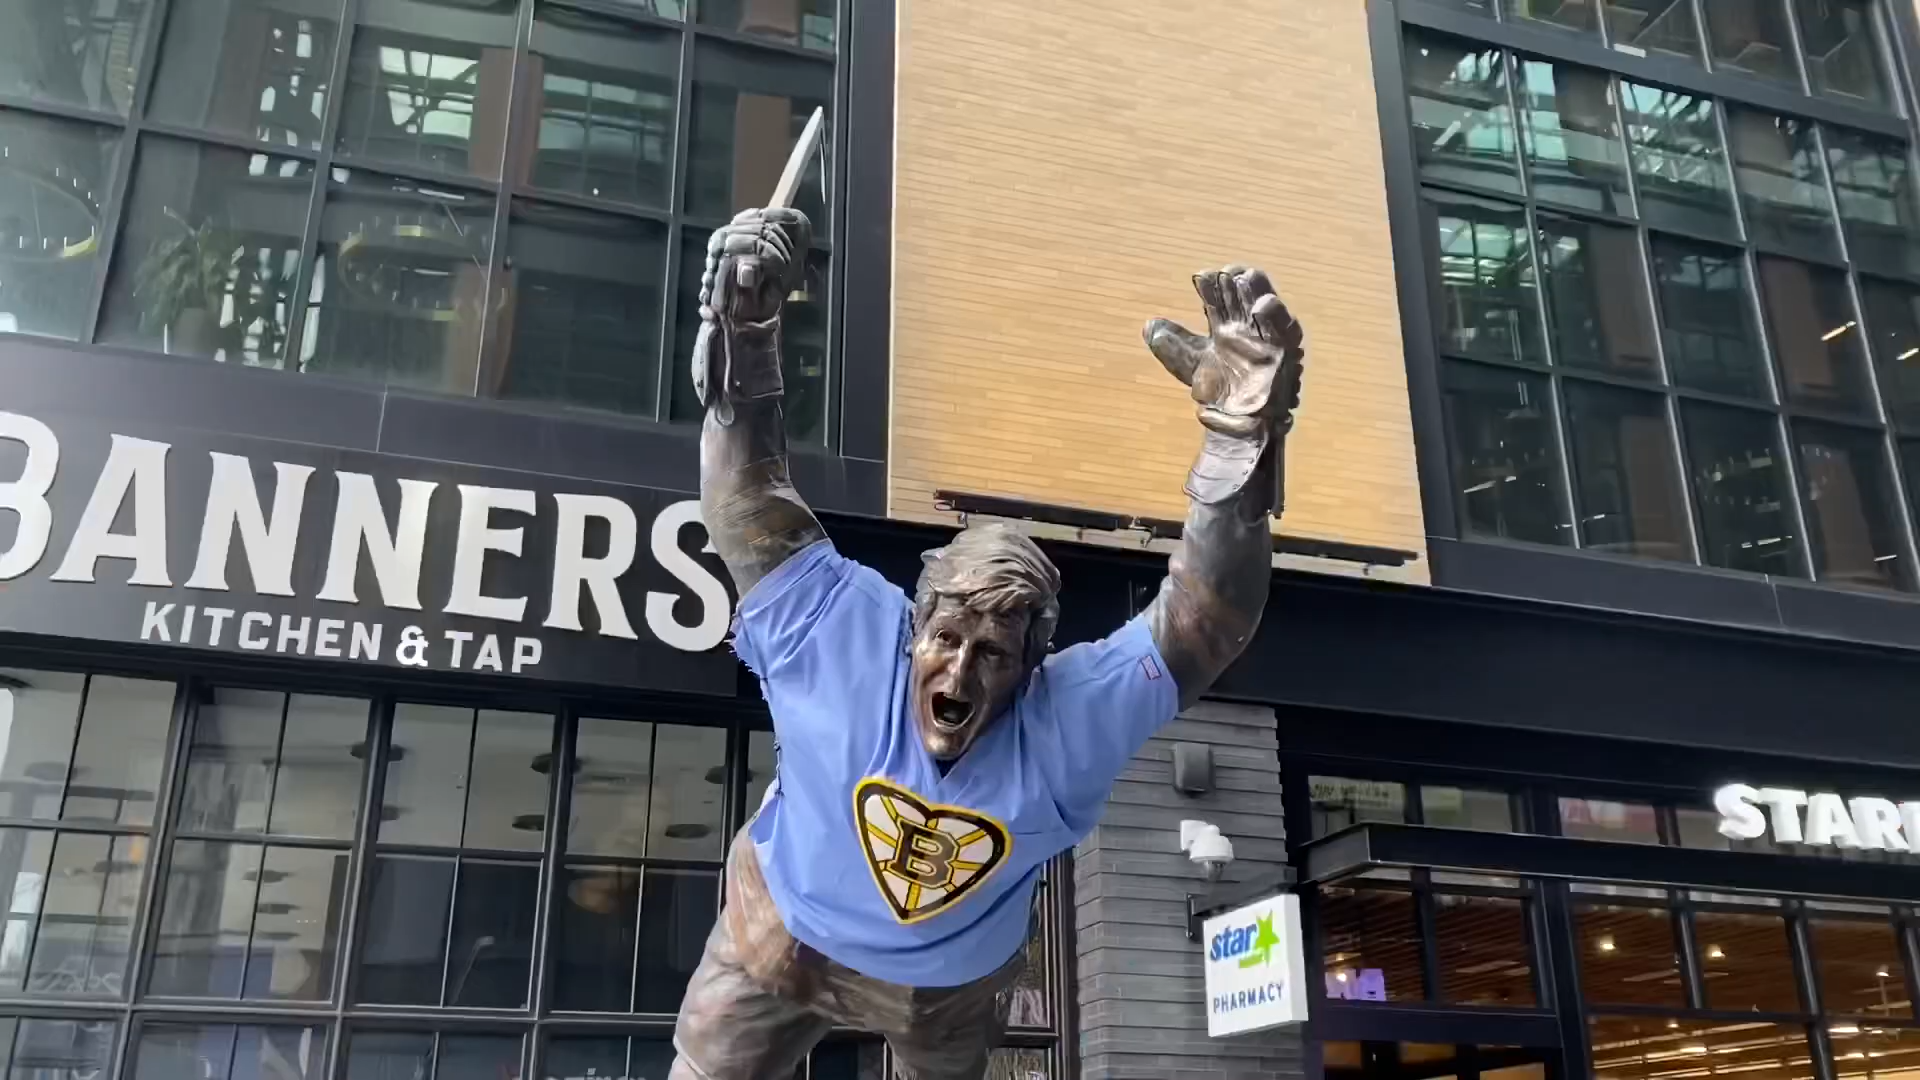 BANNERS
KITCHEN & TAP
B
STAR
star
PHARMACY